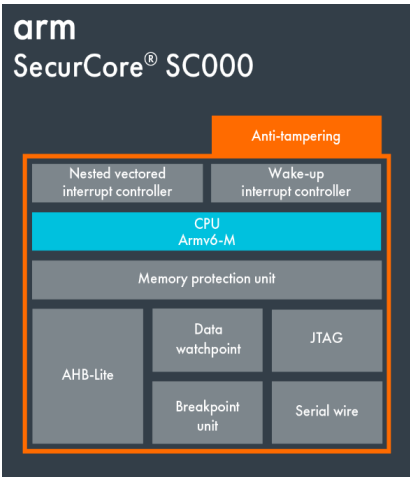 arm
SecurCore® SC000
Anti-tampering
Nested vectored
interrupt controller
Wake-up
interrupt controller
CPU
Armv6-M
Memory protection unit
AHB-Lite
Data
watchpoint
JTAG
Breakpoint
unit
Serial wire